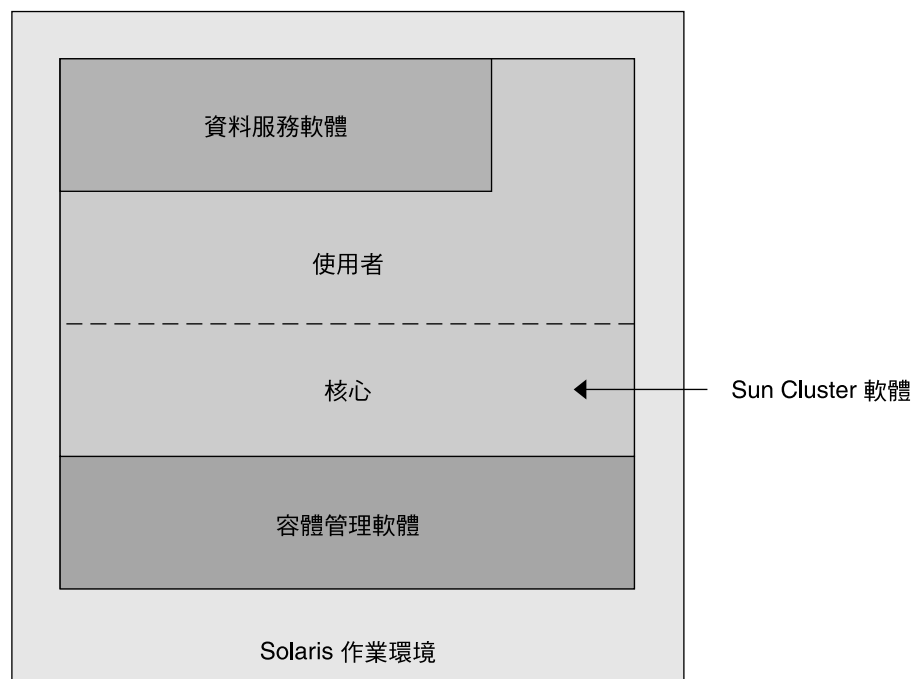 資料服務軟體
使用者
核心
Sun Cluster 軟體
容體管理軟體
Solaris 作業環境